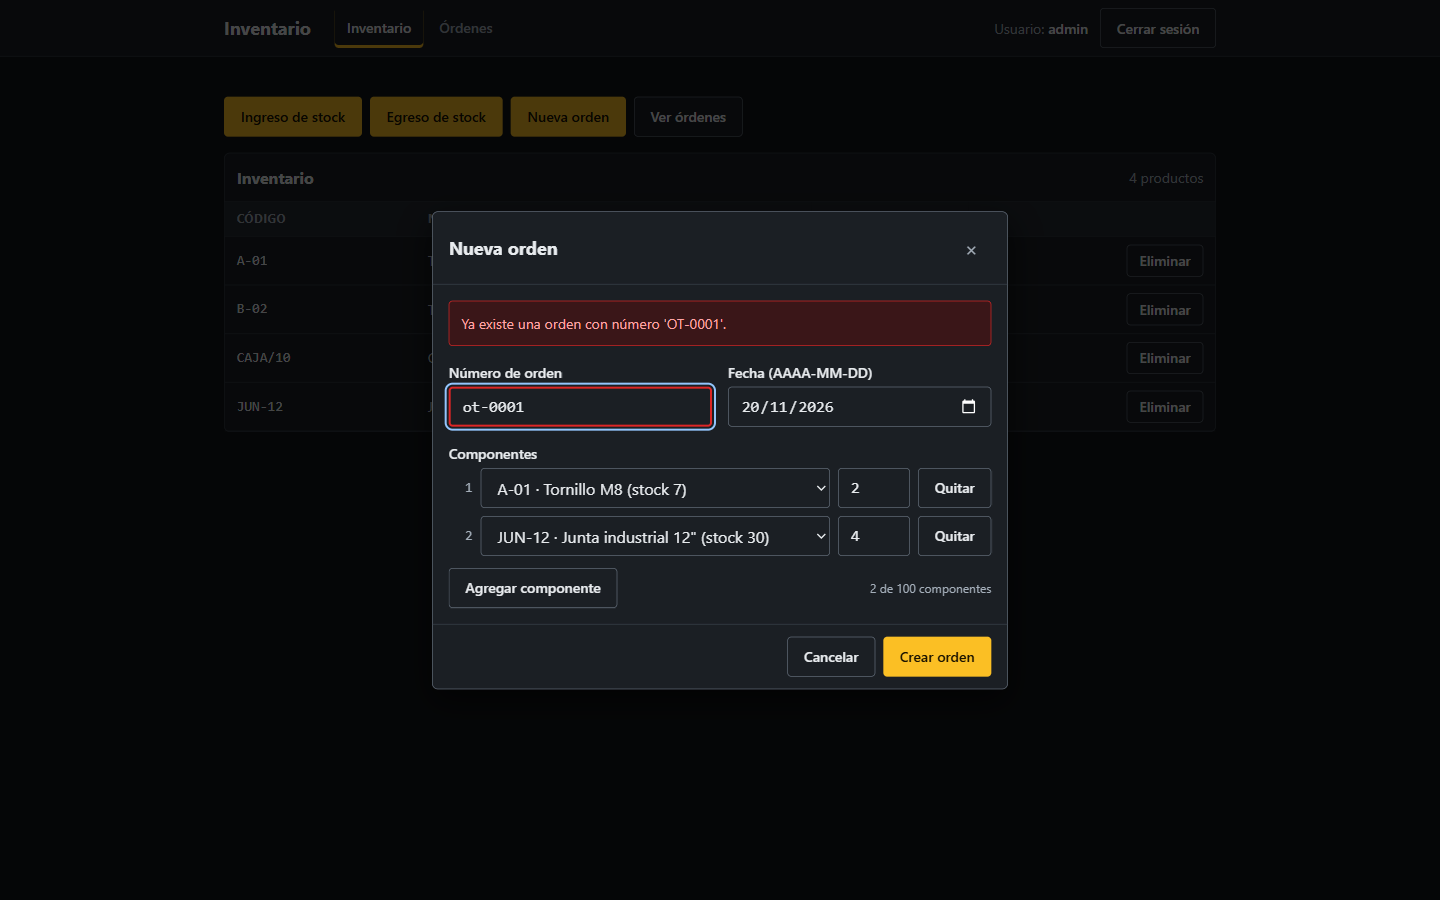 Inventario Inventario Órdenes Usuario: admin Cerrar sesión
Ingreso de stock Egreso de stock Nueva orden Ver órdenes
Inventario 4 productos
CÓDIGO
A-01 Eliminar
B-02 Eliminar
CAJA/10 Eliminar
JUN-12 Eliminar
Nueva orden ×
Ya existe una orden con número 'OT-0001'.
Número de orden Fecha (AAAA-MM-DD)
ot-0001 20/11/2026
Componentes
1 A-01 · Tornillo M8 (stock 7) 2 Quitar
2 JUN-12 · Junta industrial 12" (stock 30) 4 Quitar
Agregar componente 2 de 100 componentes
Cancelar Crear orden